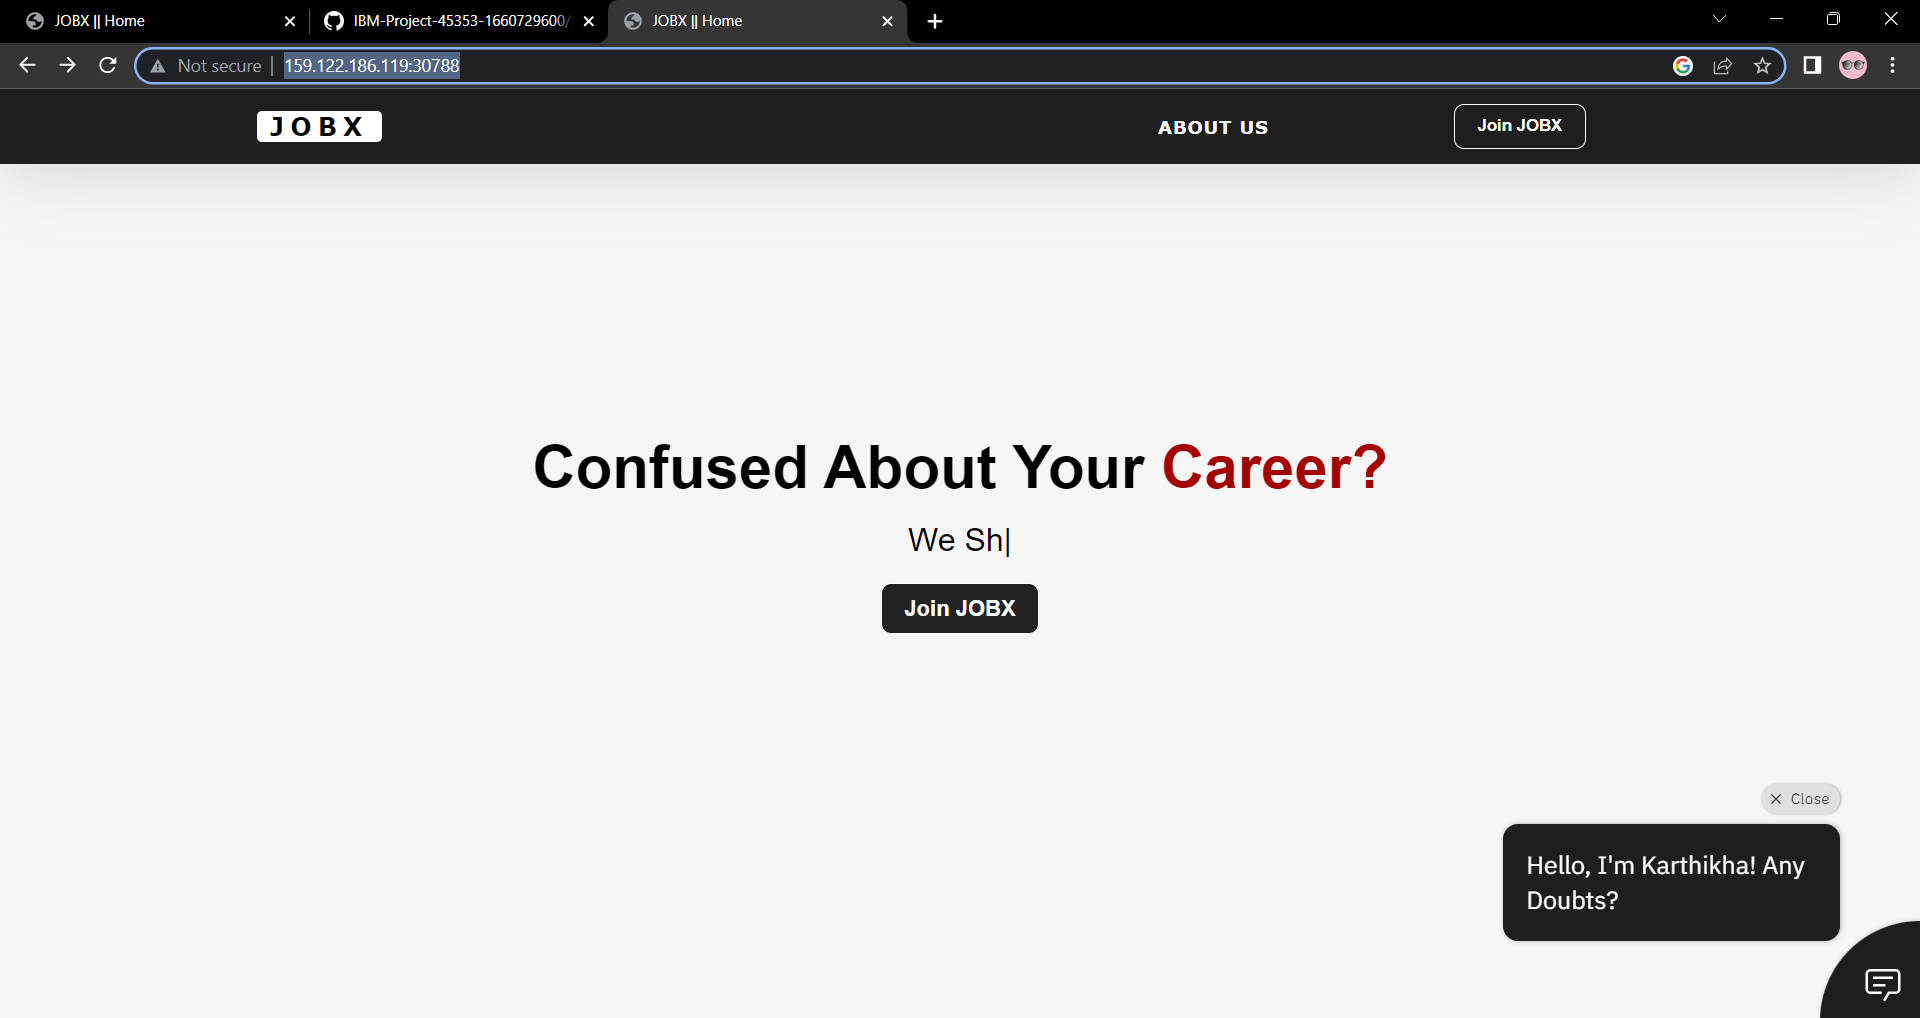 JOBX || Home
IBM-Project-45353-1660729600/
JOBX || Home
Not secure
159.122.186.119:30788
JOBX
ABOUT US
Join JOBX
Confused About Your Career?
We Sh|
Join JOBX
Close
Hello, I'm Karthikha! Any
Doubts?